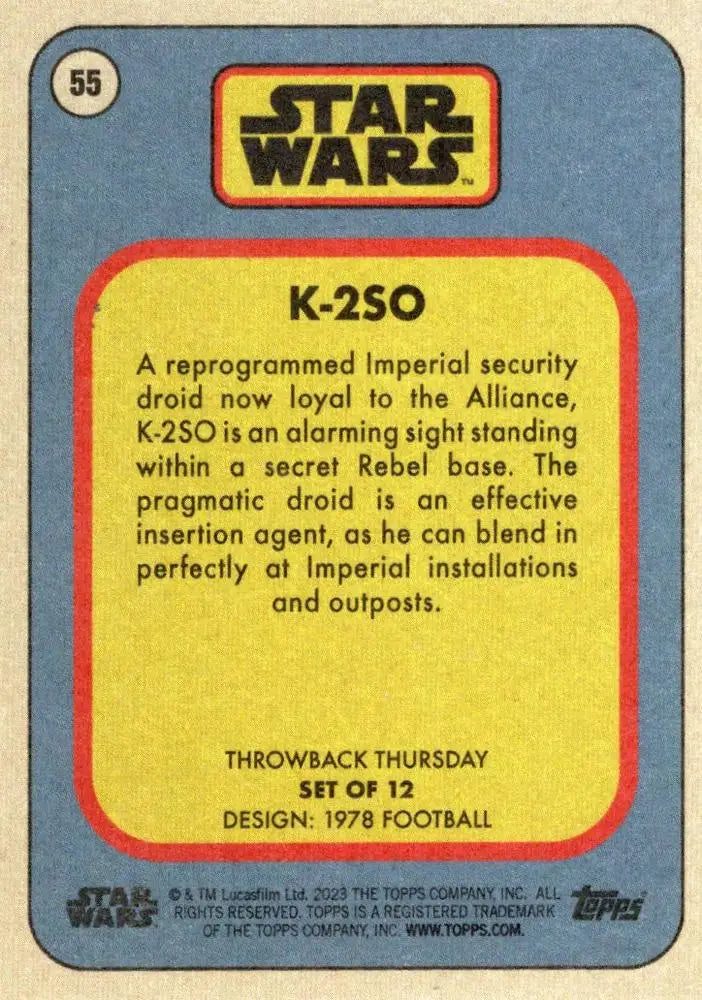 55
STAR
WARS™
K-2SO
A reprogrammed Imperial security
droid now loyal to the Alliance,
K-2SO is an alarming sight standing
within a secret Rebel base. The
pragmatic droid is an effective
insertion agent, as he can blend in
perfectly at Imperial installations
and outposts.
THROWBACK THURSDAY
SET OF 12
DESIGN: 1978 FOOTBALL
STAR
WARS
© & TM Lucasfilm Ltd. 2023 THE TOPPS COMPANY, INC. ALL
RIGHTS RESERVED. TOPPS IS A REGISTERED TRADEMARK
OF THE TOPPS COMPANY, INC. WWW.TOPPS.COM.
Topps